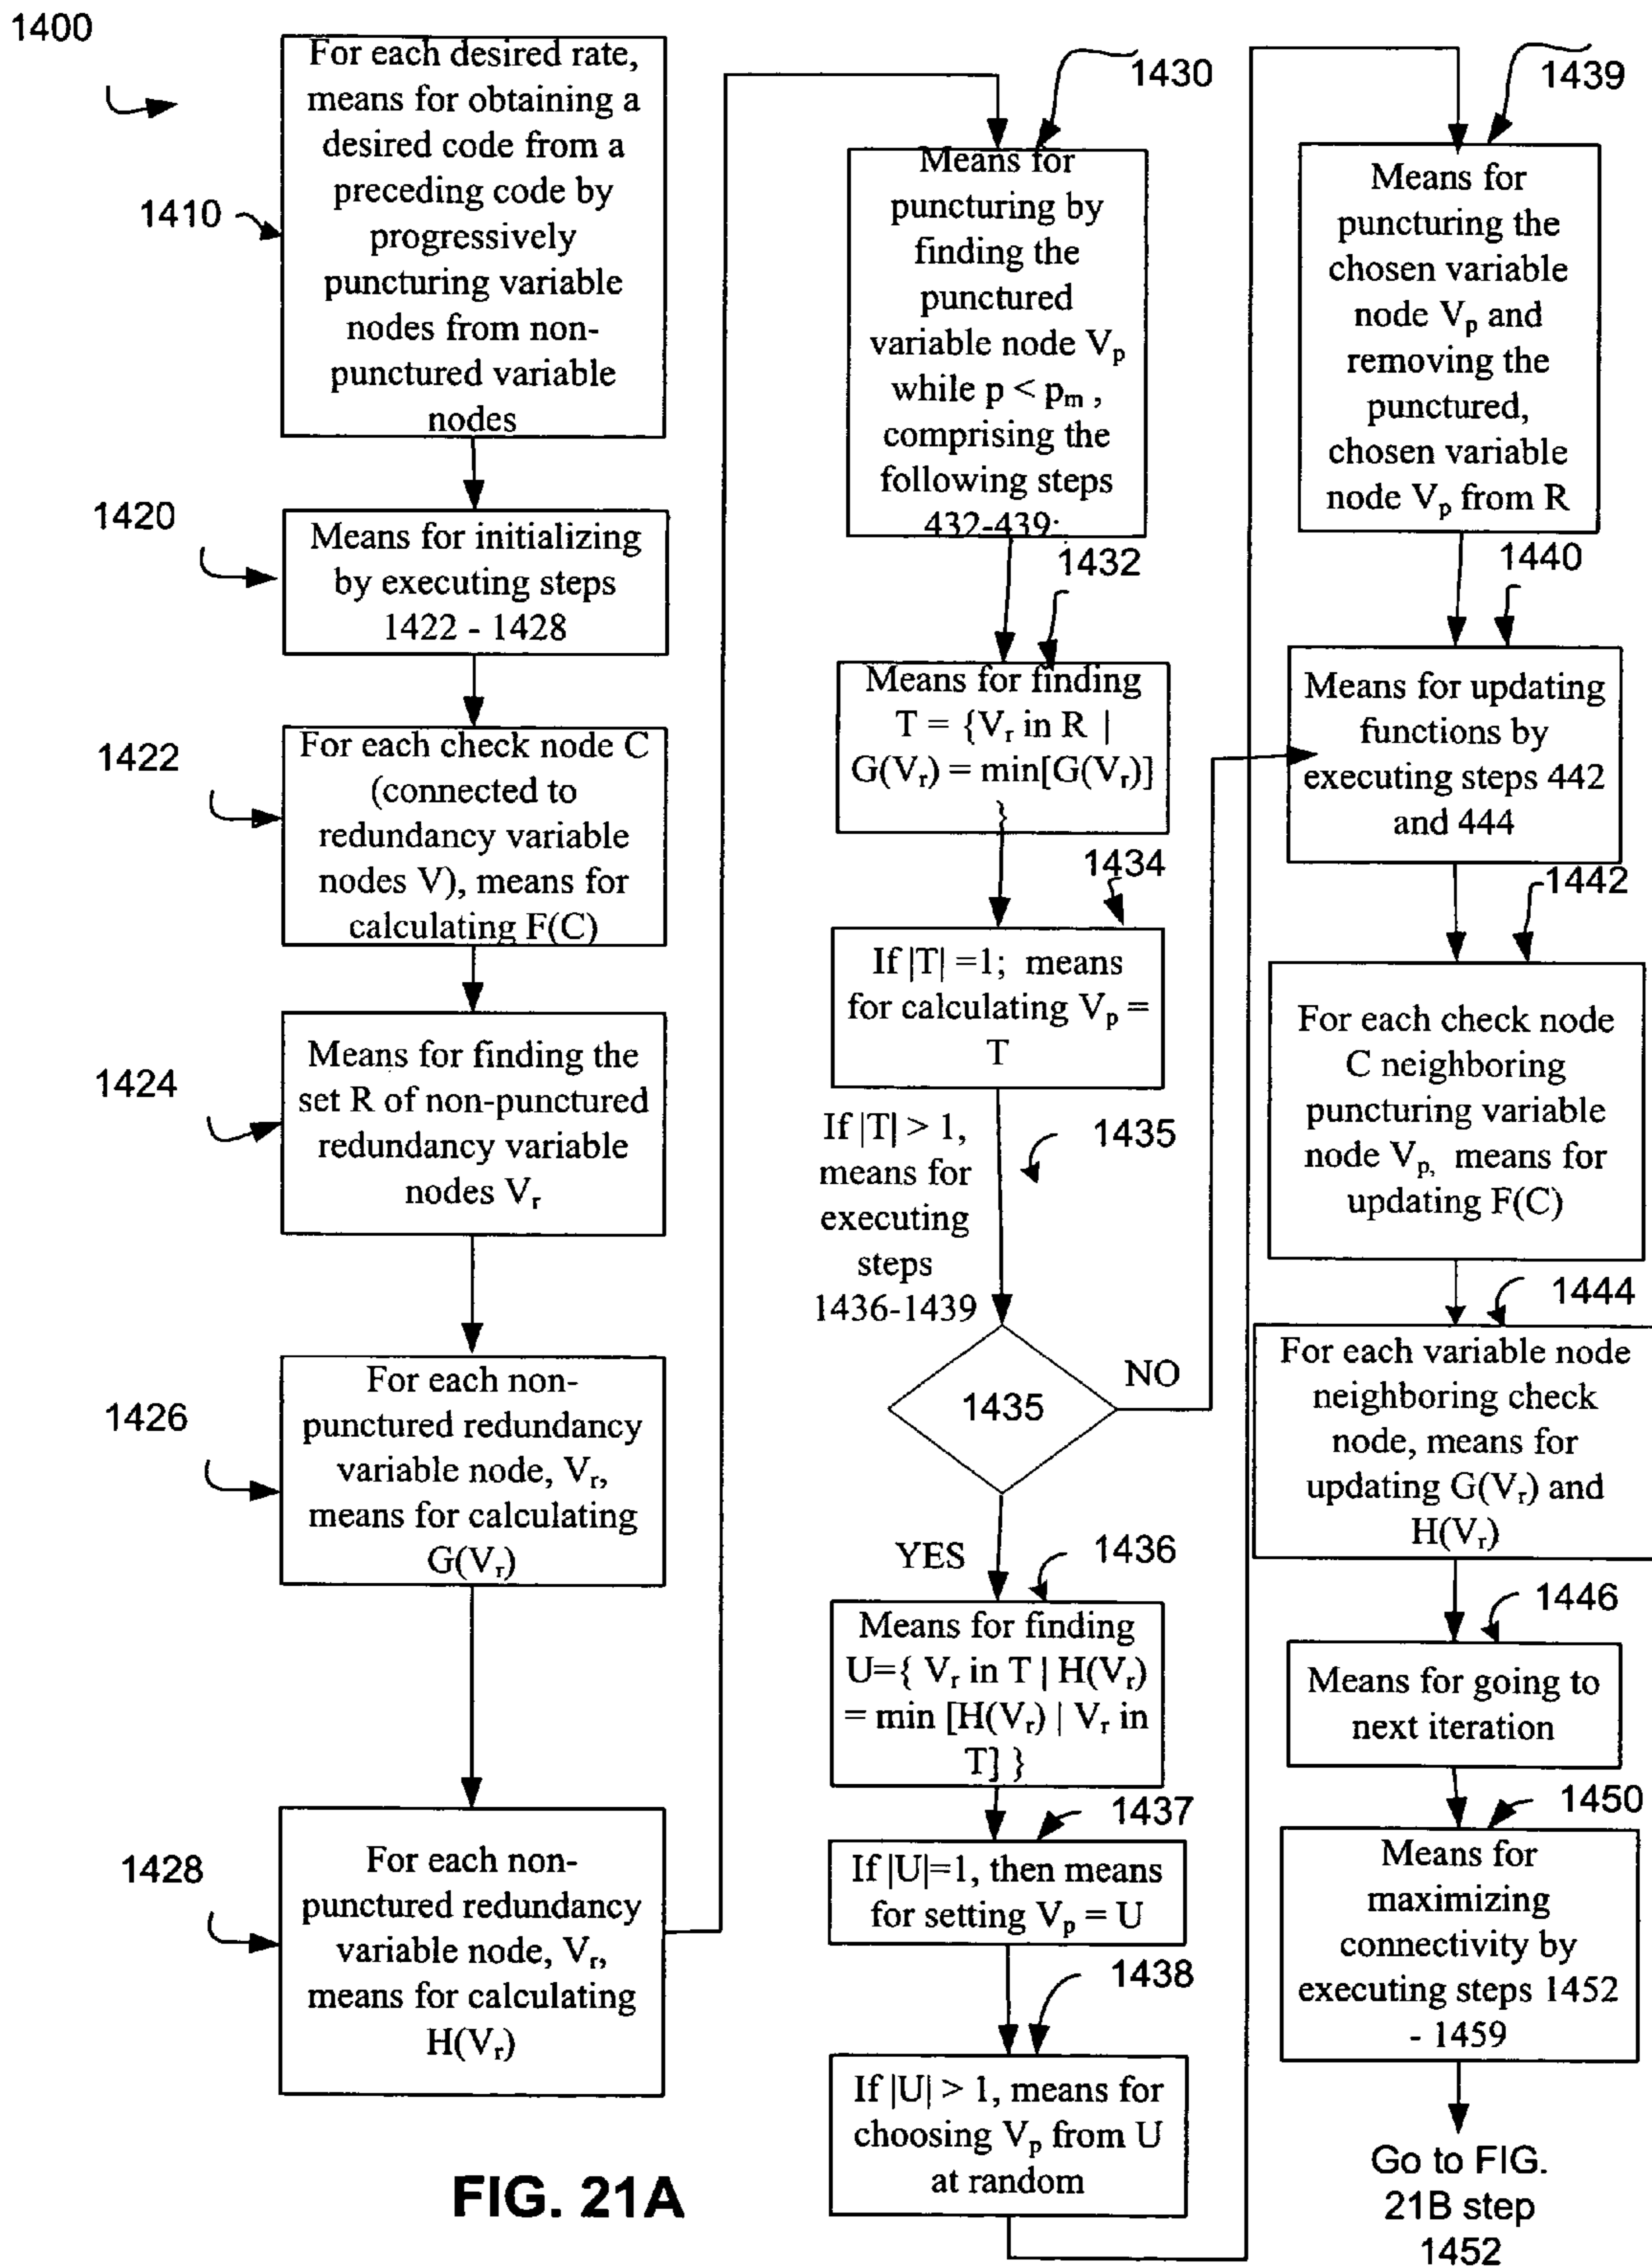 1400
For each desired rate,
means for obtaining a
desired code from a
preceding code by
progressively
puncturing variable
nodes from non-
punctured variable
nodes
1410
1420
Means for initializing
by executing steps
1422 - 1428
1422
For each check node C
(connected to
redundancy variable
nodes V), means for
calculating F(C)
1424
Means for finding the
set R of non-punctured
redundancy variable
nodes Vr
1426
For each non-
punctured redundancy
variable node, Vr,
means for calculating
G(Vr)
1428
For each non-
punctured redundancy
variable node, Vr,
means for calculating
H(Vr)
1430
Means for
puncturing by
finding the
punctured
variable node Vp
while p < pm ,
comprising the
following steps
432-439:
1432
Means for finding
T = {Vr in R |
G(Vr) = min[G(Vr)]
}
1434
If |T| =1; means
for calculating Vp =
T
If |T| > 1,
means for
executing
steps
1436-1439
1435
1435
NO
YES
1436
Means for finding
U={ Vr in T | H(Vr)
= min [H(Vr) | Vr in
T] }
1437
If |U|=1, then means
for setting Vp = U
1438
If |U| > 1, means for
choosing Vp from U
at random
1439
Means for
puncturing the
chosen variable
node Vp and
removing the
punctured,
chosen variable
node Vp from R
1440
Means for updating
functions by
executing steps 442
and 444
1442
For each check node
C neighboring
puncturing variable
node Vp, means for
updating F(C)
1444
For each variable node
neighboring check
node, means for
updating G(Vr) and
H(Vr)
1446
Means for going to
next iteration
1450
Means for
maximizing
connectivity by
executing steps 1452
- 1459
Go to FIG.
21B step
1452
FIG. 21A